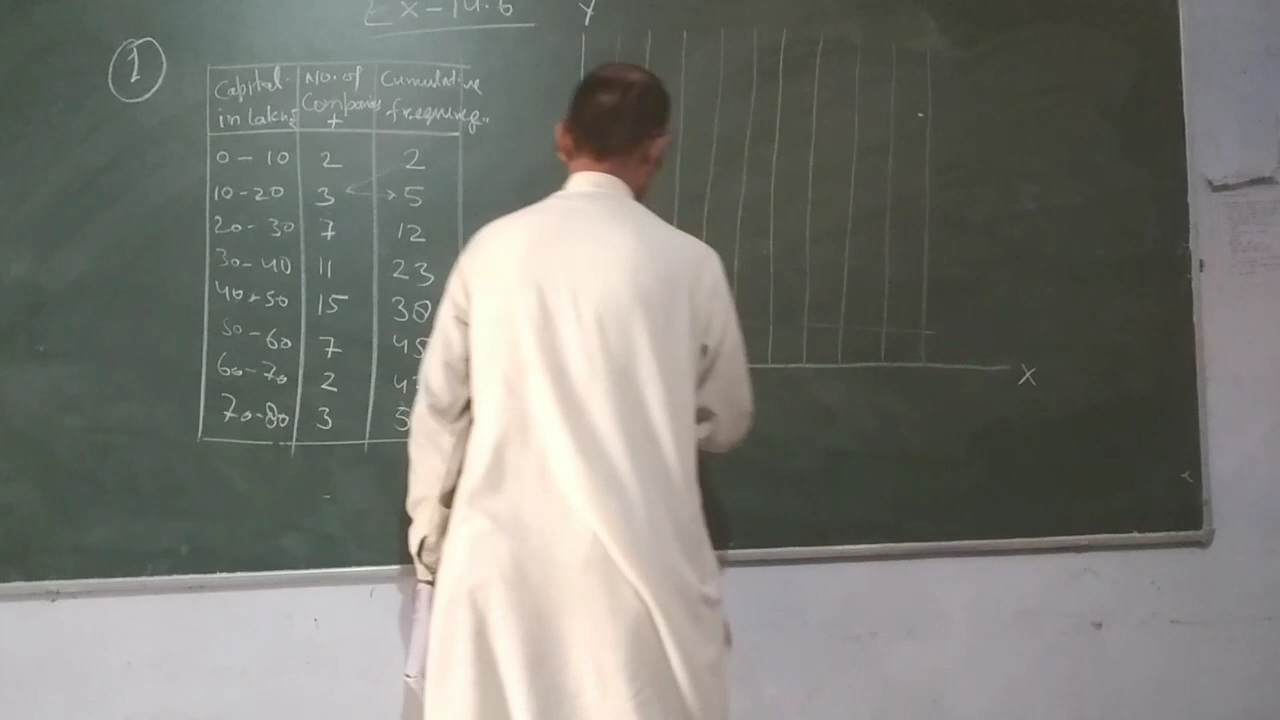 Ex-14.6
Y
1
Capital in lakhs
No. of Companies f
Cumulative frequency
0-10 2 2
10-20 3 5
20-30 7 12
30-40 11 23
40-50 15 38
50-60 7 45
60-70 2
70-80 3
X